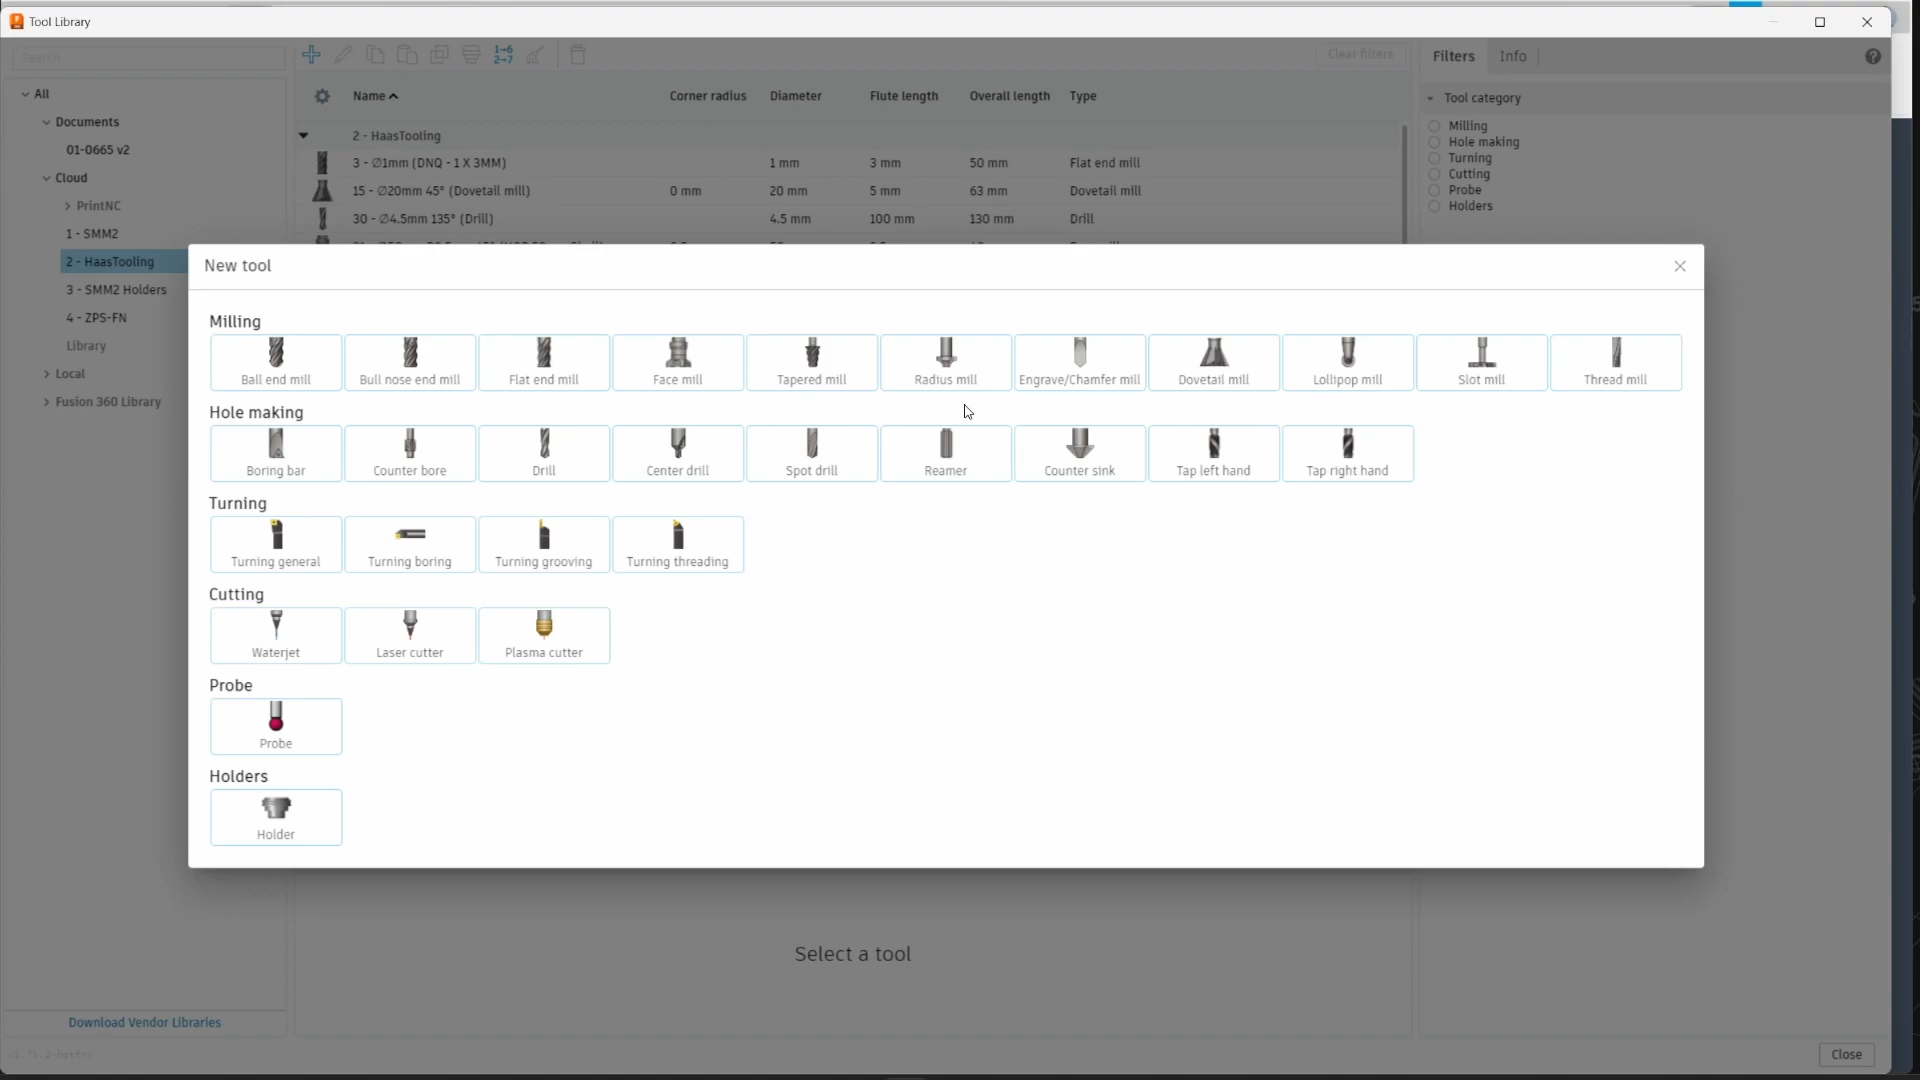 Tool Library
Search
Clear filters
Filters
Info
All
Documents
01-0665 v2
Cloud
PrintNC
1 - SMM2
2 - HaasTooling
3 - SMM2 Holders
4 - ZPS-FN
Library
Local
Fusion 360 Library
Download Vendor Libraries
Name Corner radius Diameter Flute length Overall length Type
2 - HaasTooling
3 - ∅1mm (DNQ - 1 X 3MM) 1 mm 3 mm 50 mm Flat end mill
15 - ∅20mm 45° (Dovetail mill) 0 mm 20 mm 5 mm 63 mm Dovetail mill
30 - ∅4.5mm 135° (Drill) 4.5 mm 100 mm 130 mm Drill
Tool category
Milling
Hole making
Turning
Cutting
Probe
Holders
New tool
Milling
Ball end mill Bull nose end mill Flat end mill Face mill Tapered mill Radius mill Engrave/Chamfer mill Dovetail mill Lollipop mill Slot mill Thread mill
Hole making
Boring bar Counter bore Drill Center drill Spot drill Reamer Counter sink Tap left hand Tap right hand
Turning
Turning general Turning boring Turning grooving Turning threading
Cutting
Waterjet Laser cutter Plasma cutter
Probe
Probe
Holders
Holder
Select a tool
Close